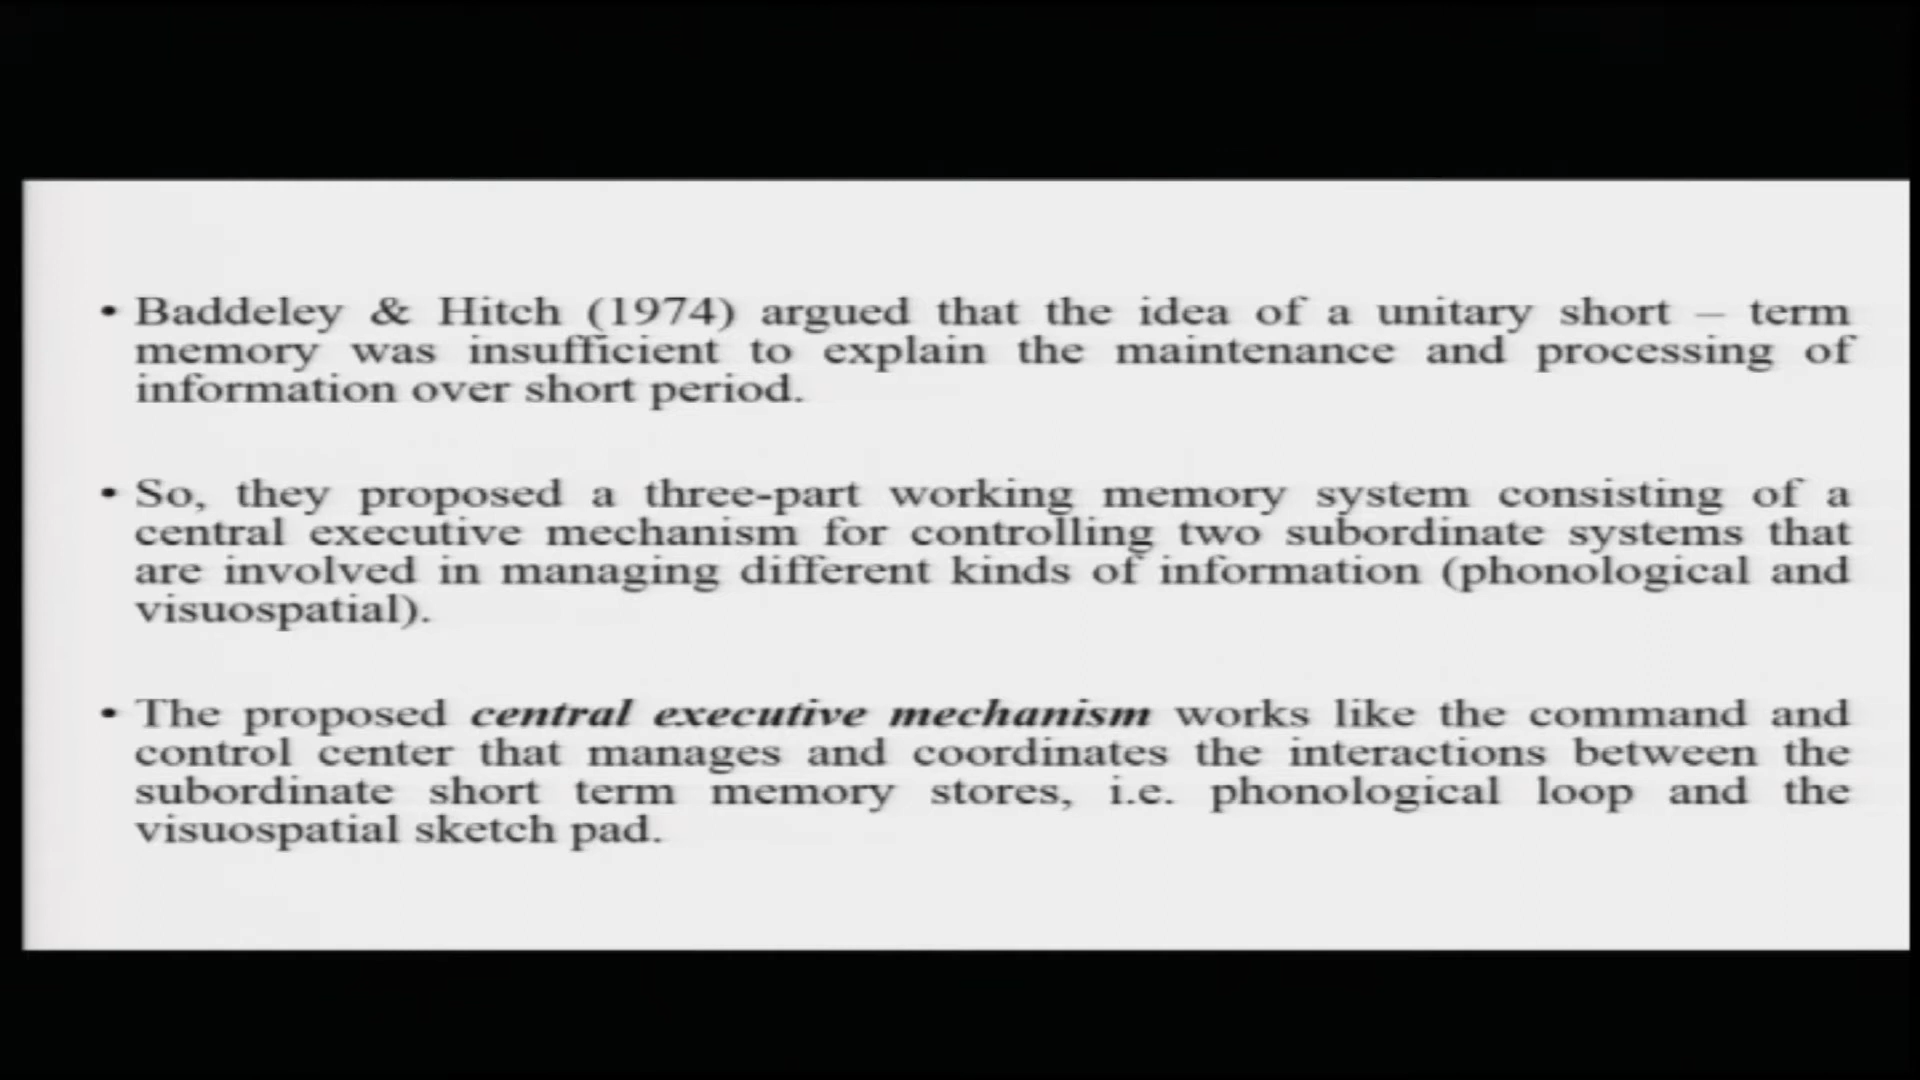 • Baddeley & Hitch (1974) argued that the idea of a unitary short – term
memory was insufficient to explain the maintenance and processing of
information over short period.
• So, they proposed a three-part working memory system consisting of a
central executive mechanism for controlling two subordinate systems that
are involved in managing different kinds of information (phonological and
visuospatial).
• The proposed central executive mechanism works like the command and
control center that manages and coordinates the interactions between the
subordinate short term memory stores, i.e. phonological loop and the
visuospatial sketch pad.